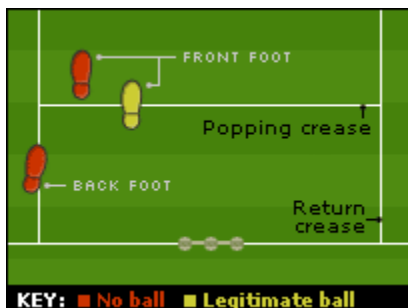 FRONT FOOT
Popping crease
BACK FOOT
Return
crease
KEY: No ball Legitimate ball